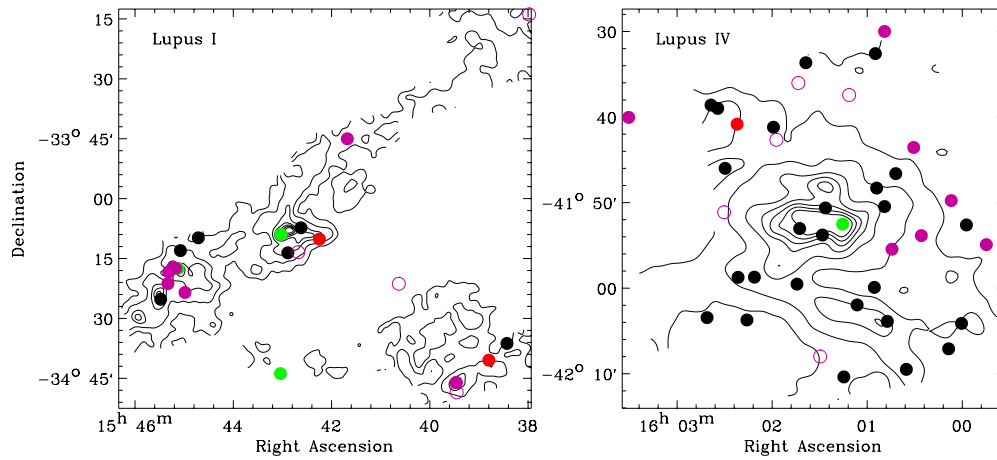 Lupus I
15
30
−33° 45′
00
15
30
−34° 45′
15h 46m 44 42 40 38
Right Ascension
Declination
Lupus IV
30
40
−41° 50′
00
−42° 10′
16h 03m 02 01 00
Right Ascension